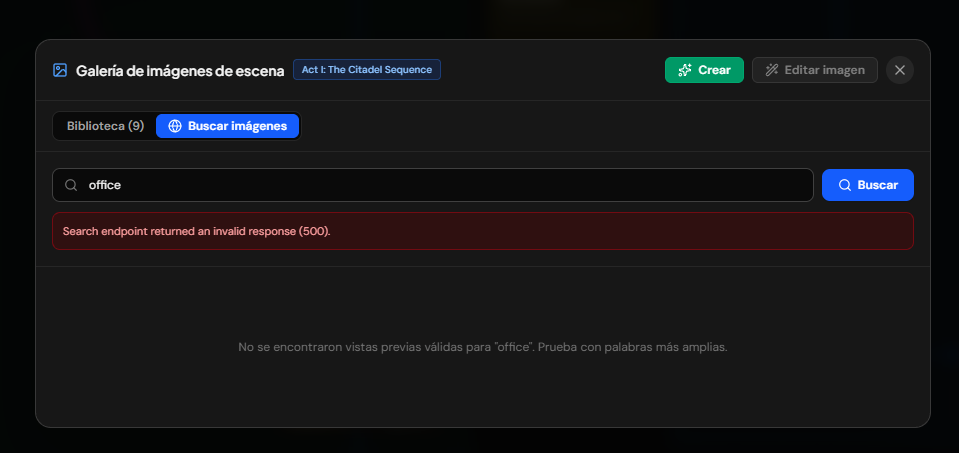 Galería de imágenes de escena
Act I: The Citadel Sequence
Crear
Editar imagen
Biblioteca (9)
Buscar imágenes
office
Buscar
Search endpoint returned an invalid response (500).
No se encontraron vistas previas válidas para "office". Prueba con palabras más amplias.